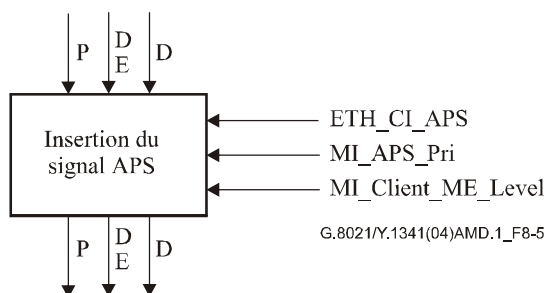 P
D
E
D
Insertion du
signal APS
ETH_CI_APS
MI_APS_Pri
MI_Client_ME_Level
P
D
E
D
G.8021/Y.1341(04)AMD.1_F8-5